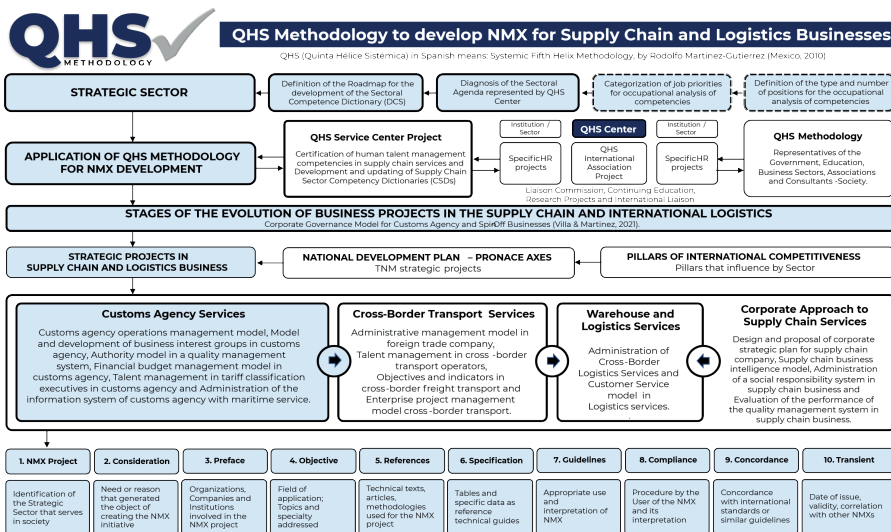 QHS
METHODOLOGY
QHS Methodology to develop NMX for Supply Chain and Logistics Businesses
QHS (Quinta Hélice Sistémica) in Spanish means: Systemic Fifth Helix Methodology, by Rodolfo Martinez-Gutierrez (Mexico, 2010)
STRATEGIC SECTOR
Definition of the Roadmap for the
development of the Sectoral
Competence Dictionary (DCS)
Diagnosis of the Sectoral
Agenda represented by QHS
Center
Categorization of job priorities
for occupational analysis of
competencies
Definition of the type and number
of positions for the occupational
analysis of competencies
APPLICATION OF QHS METHODOLOGY
FOR NMX DEVELOPMENT
QHS Service Center Project
Certification of human talent management
competencies in supply chain services and
Development and updating of Supply Chain
Sector Competency Dictionaries (CSDs)
Institution /
Sector
SpecificHR
projects
QHS Center
QHS
International
Association
Project
Institution /
Sector
SpecificHR
projects
Liaison Commission, Continuing Education,
Research Projects and International Liaison
QHS Methodology
Representatives of the
Government, Education,
Business Sectors, Associations
and Consultants -Society.
STAGES OF THE EVOLUTION OF BUSINESS PROJECTS IN THE SUPPLY CHAIN AND INTERNATIONAL LOGISTICS
Corporate Governance Model for Customs Agency and SpinOff Businesses (Villa & Martinez, 2021).
STRATEGIC PROJECTS IN
SUPPLY CHAIN AND LOGISTICS BUSINESS
NATIONAL DEVELOPMENT PLAN – PRONACE AXES
TNM strategic projects
PILLARS OF INTERNATIONAL COMPETITIVENESS
Pillars that influence by Sector
Customs Agency Services
Customs agency operations management model, Model
and development of business interest groups in customs
agency, Authority model in a quality management
system, Financial budget management model in
customs agency, Talent management in tariff classification
executives in customs agency and Administration of the
information system of customs agency with maritime service.
Cross-Border Transport Services
Administrative management model in
foreign trade company,
Talent management in cross -border
transport operators,
Objectives and indicators in
cross-border freight transport and
Enterprise project management
model cross-border transport.
Warehouse and
Logistics Services
Administration of
Cross-Border
Logistics Services and
Customer Service
model in
Logistics services.
.
Corporate Approach to
Supply Chain Services
Design and proposal of corporate
strategic plan for supply chain
company, Supply chain business
intelligence model, Administration
of a social responsibility system in
supply chain business and
Evaluation of the performance of
the quality management system in
supply chain business.
1. NMX Project
Identification of
the Strategic
Sector that serves
in society
2. Consideration
Need or reason
that generated
the object of
creating the NMX
initiative
3. Preface
Organizations,
Companies and
Institutions
involved in the
NMX project
4. Objective
Field of
application;
Topics and
specialty
addressed
5. References
Technical texts,
articles,
methodologies
used for the NMX
project
6. Specification
Tables and
specific data as
reference
technical guides
7. Guidelines
Appropriate use
and
interpretation of
NMX
8. Compliance
Procedure by the
User of the NMX
and its
interpretation
9. Concordance
Concordance
with international
standards or
similar guidelines
10. Transient
Date of issue,
validity, correlation
with other NMXs